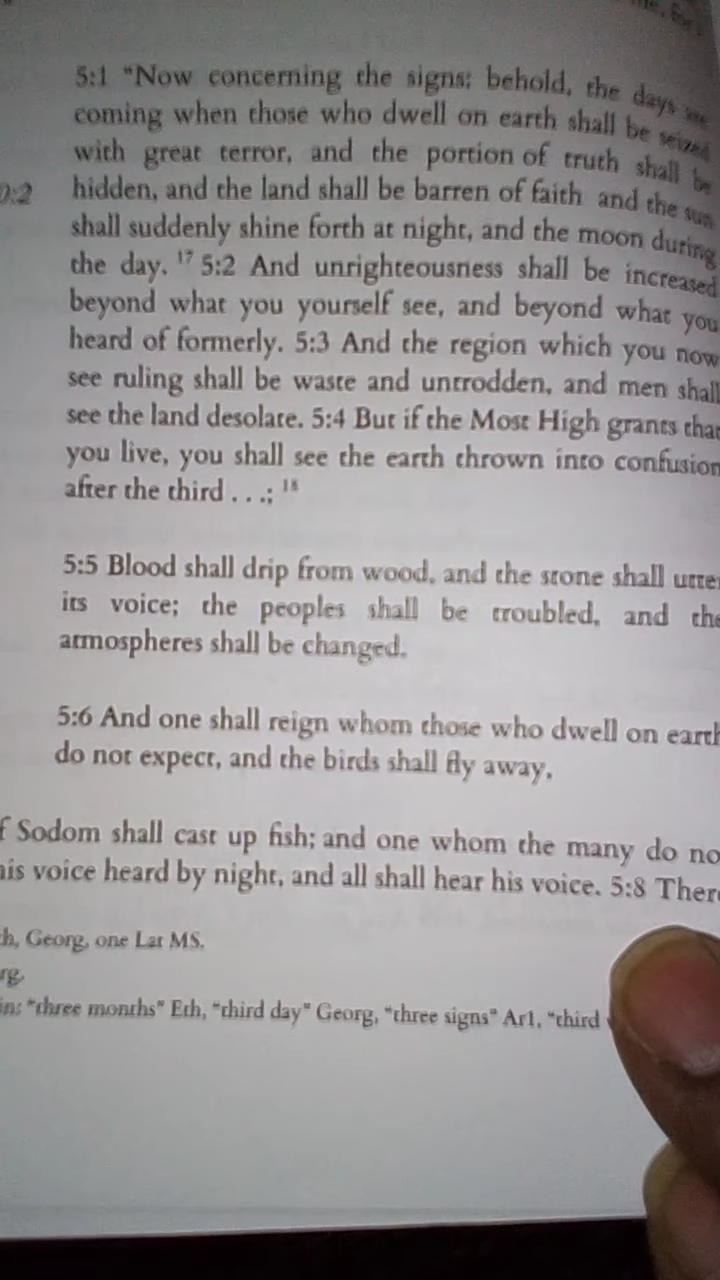 for
5:1 "Now concerning the signs: behold, the days are
coming when those who dwell on earth shall be seized
with great terror, and the portion of truth shall be
0:2 hidden, and the land shall be barren of faith and the sun
shall suddenly shine forth at night, and the moon during
the day. 17 5:2 And unrighteousness shall be increased
beyond what you yourself see, and beyond what you
heard of formerly. 5:3 And the region which you now
see ruling shall be waste and untrodden, and men shall
see the land desolate. 5:4 But if the Most High grants that
you live, you shall see the earth thrown into confusion
after the third . . .; 18
5:5 Blood shall drip from wood, and the stone shall utter
its voice; the peoples shall be troubled, and the
atmospheres shall be changed.
5:6 And one shall reign whom those who dwell on earth
do not expect, and the birds shall fly away,
f Sodom shall cast up fish; and one whom the many do no
his voice heard by night, and all shall hear his voice. 5:8 There
h, Georg, one Lat MS.
rg.
in: "three months" Eth, "third day" Georg, "three signs" Ar1, "third